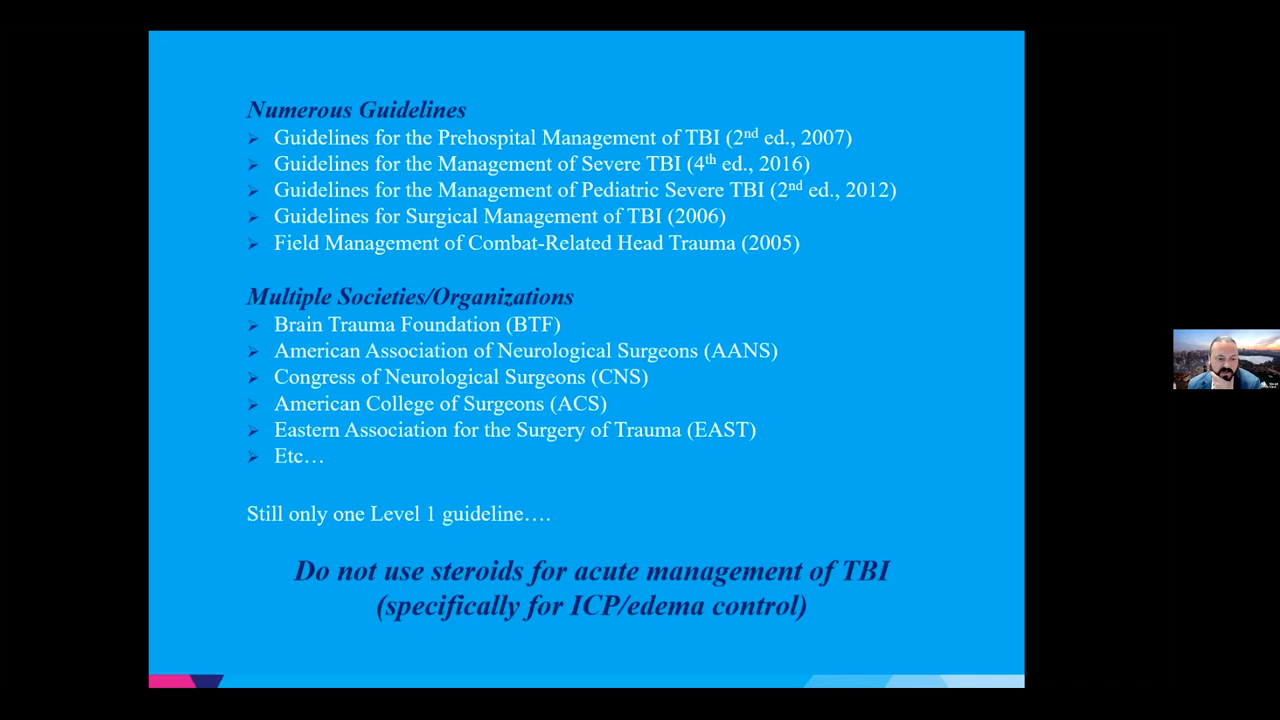 Numerous Guidelines
➢ Guidelines for the Prehospital Management of TBI (2nd ed., 2007)
➢ Guidelines for the Management of Severe TBI (4th ed., 2016)
➢ Guidelines for the Management of Pediatric Severe TBI (2nd ed., 2012)
➢ Guidelines for Surgical Management of TBI (2006)
➢ Field Management of Combat-Related Head Trauma (2005)
Multiple Societies/Organizations
➢ Brain Trauma Foundation (BTF)
➢ American Association of Neurological Surgeons (AANS)
➢ Congress of Neurological Surgeons (CNS)
➢ American College of Surgeons (ACS)
➢ Eastern Association for the Surgery of Trauma (EAST)
➢ Etc…
Still only one Level 1 guideline….
Do not use steroids for acute management of TBI
(specifically for ICP/edema control)